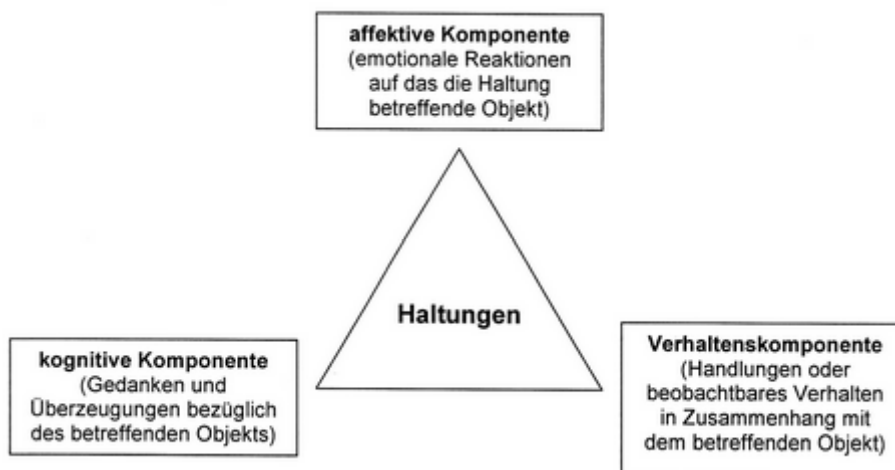 affektive Komponente
(emotionale Reaktionen
auf das die Haltung
betreffende Objekt)
Haltungen
kognitive Komponente
(Gedanken und
Überzeugungen bezüglich
des betreffenden Objekts)
Verhaltenskomponente
(Handlungen oder
beobachtbares Verhalten
in Zusammenhang mit
dem betreffenden Objekt)